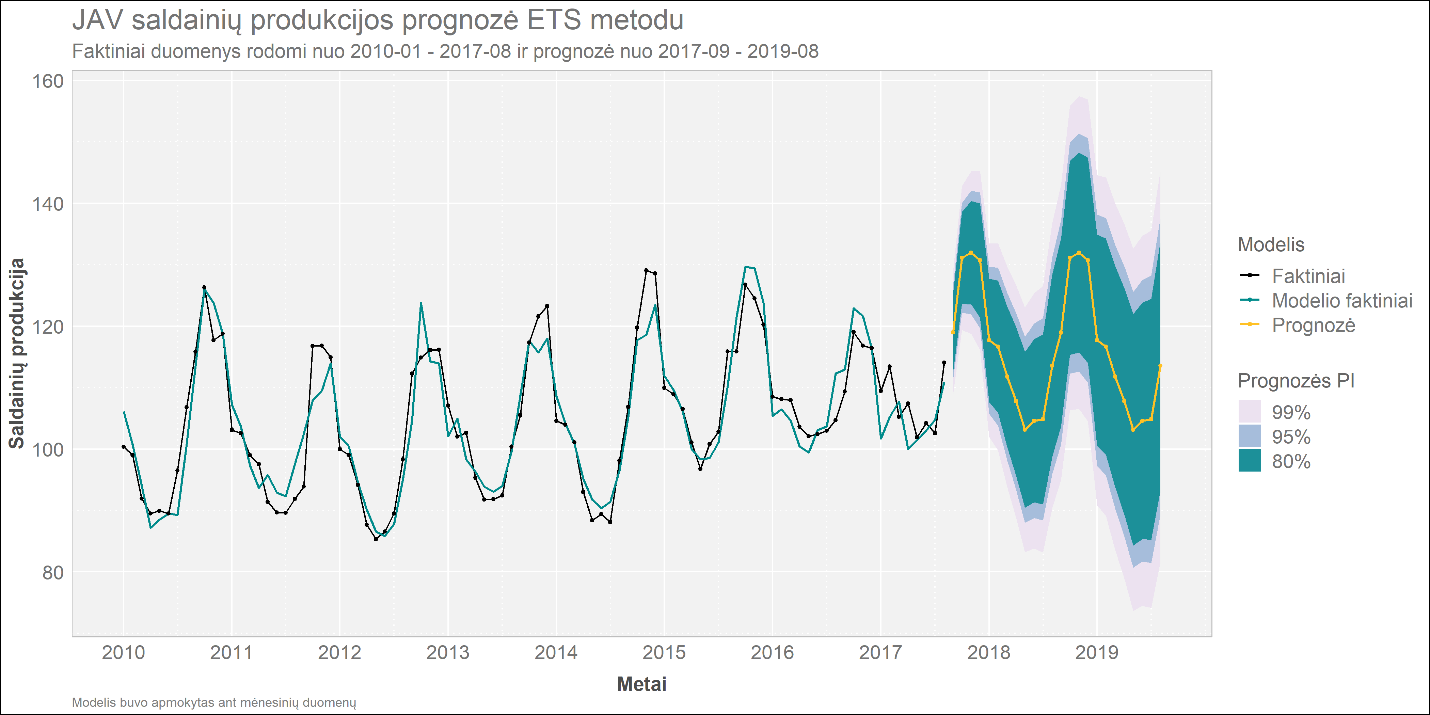 JAV saldainių produkcijos prognozė ETS metodu
Faktiniai duomenys rodomi nuo 2010-01 - 2017-08 ir prognozė nuo 2017-09 - 2019-08
Saldainių produkcija
160
140
120
100
80
2010 2011 2012 2013 2014 2015 2016 2017 2018 2019
Metai
Modelis buvo apmokytas ant mėnesinių duomenų
Modelis
Faktiniai
Modelio faktiniai
Prognozė
Prognozės PI
99%
95%
80%